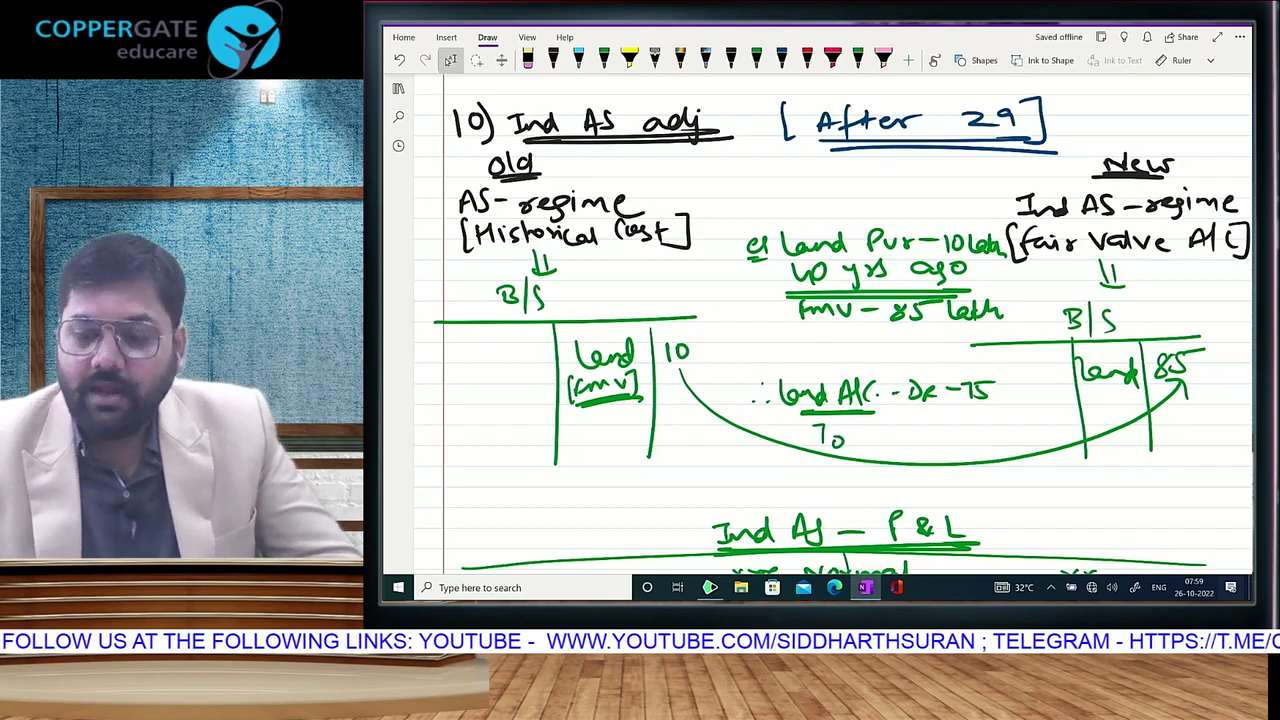 COPPERGATE
educare
Home Insert Draw View Help
Saved offline
Share
Shapes
Ink to Shape
Ink to Text
Ruler
10) Ind AS adj [After 29]
Old
AS-regime
[Historical Cost]
B/S
Land
[FMV]
10
eg Land Pur - 10 lakh
40 yrs ago
FMV - 85 lakh
∴ Land A/C. - Dr - 75
To
New
Ind AS-regime
[Fair Value A/C]
B/S
Land
85
Ind AS - P & L
Type here to search
32°C
ENG
07:59
26-10-2022
FOLLOW US AT THE FOLLOWING LINKS: YOUTUBE - WWW.YOUTUBE.COM/SIDDHARTHSURAN ; TELEGRAM - HTTPS://T.ME/C